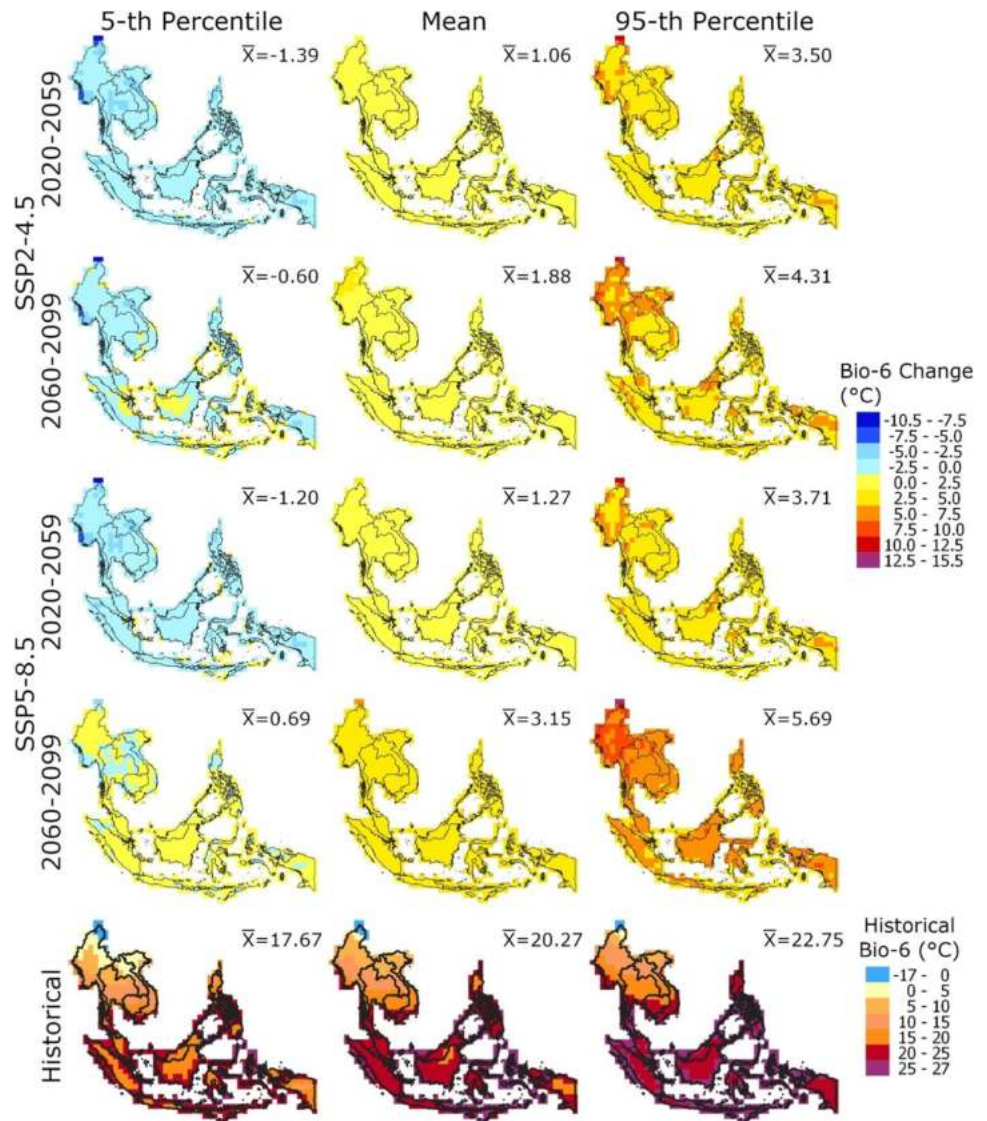 5-th Percentile Mean 95-th Percentile
X̅=-1.39 X̅=1.06 X̅=3.50
2020-2059
SSP2-4.5
X̅=-0.60 X̅=1.88 X̅=4.31
2060-2099
X̅=-1.20 X̅=1.27 X̅=3.71
2020-2059
SSP5-8.5
X̅=0.69 X̅=3.15 X̅=5.69
2060-2099
X̅=17.67 X̅=20.27 X̅=22.75
Historical
Bio-6 Change
(°C)
-10.5 - -7.5
-7.5 - -5.0
-5.0 - -2.5
-2.5 - 0.0
0.0 - 2.5
2.5 - 5.0
5.0 - 7.5
7.5 - 10.0
10.0 - 12.5
12.5 - 15.5
Historical
Bio-6 (°C)
-17 - 0
0 - 5
5 - 10
10 - 15
15 - 20
20 - 25
25 - 27